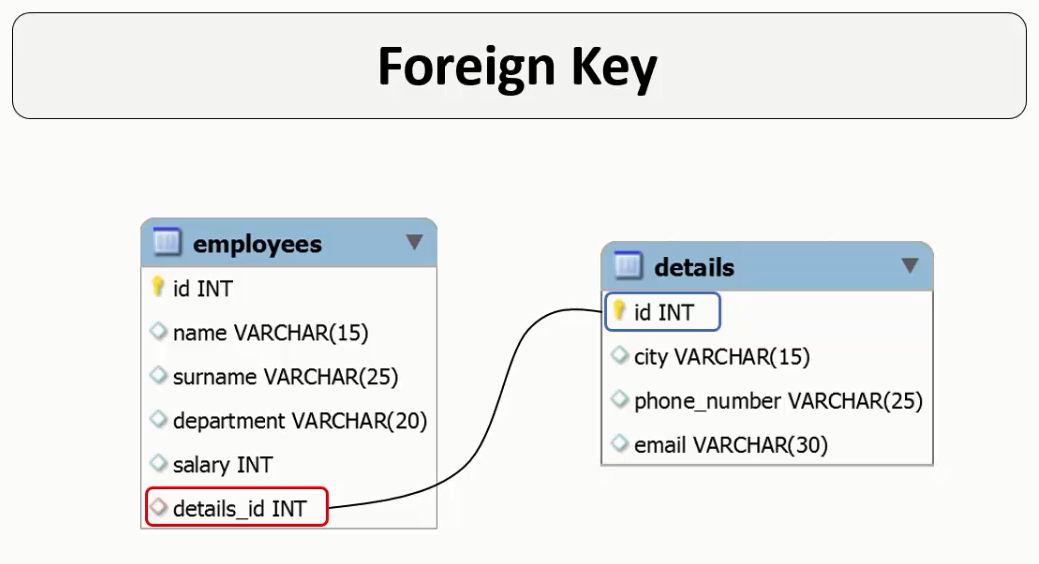 Foreign Key
employees
id INT
name VARCHAR(15)
surname VARCHAR(25)
department VARCHAR(20)
salary INT
details_id INT
details
id INT
city VARCHAR(15)
phone_number VARCHAR(25)
email VARCHAR(30)